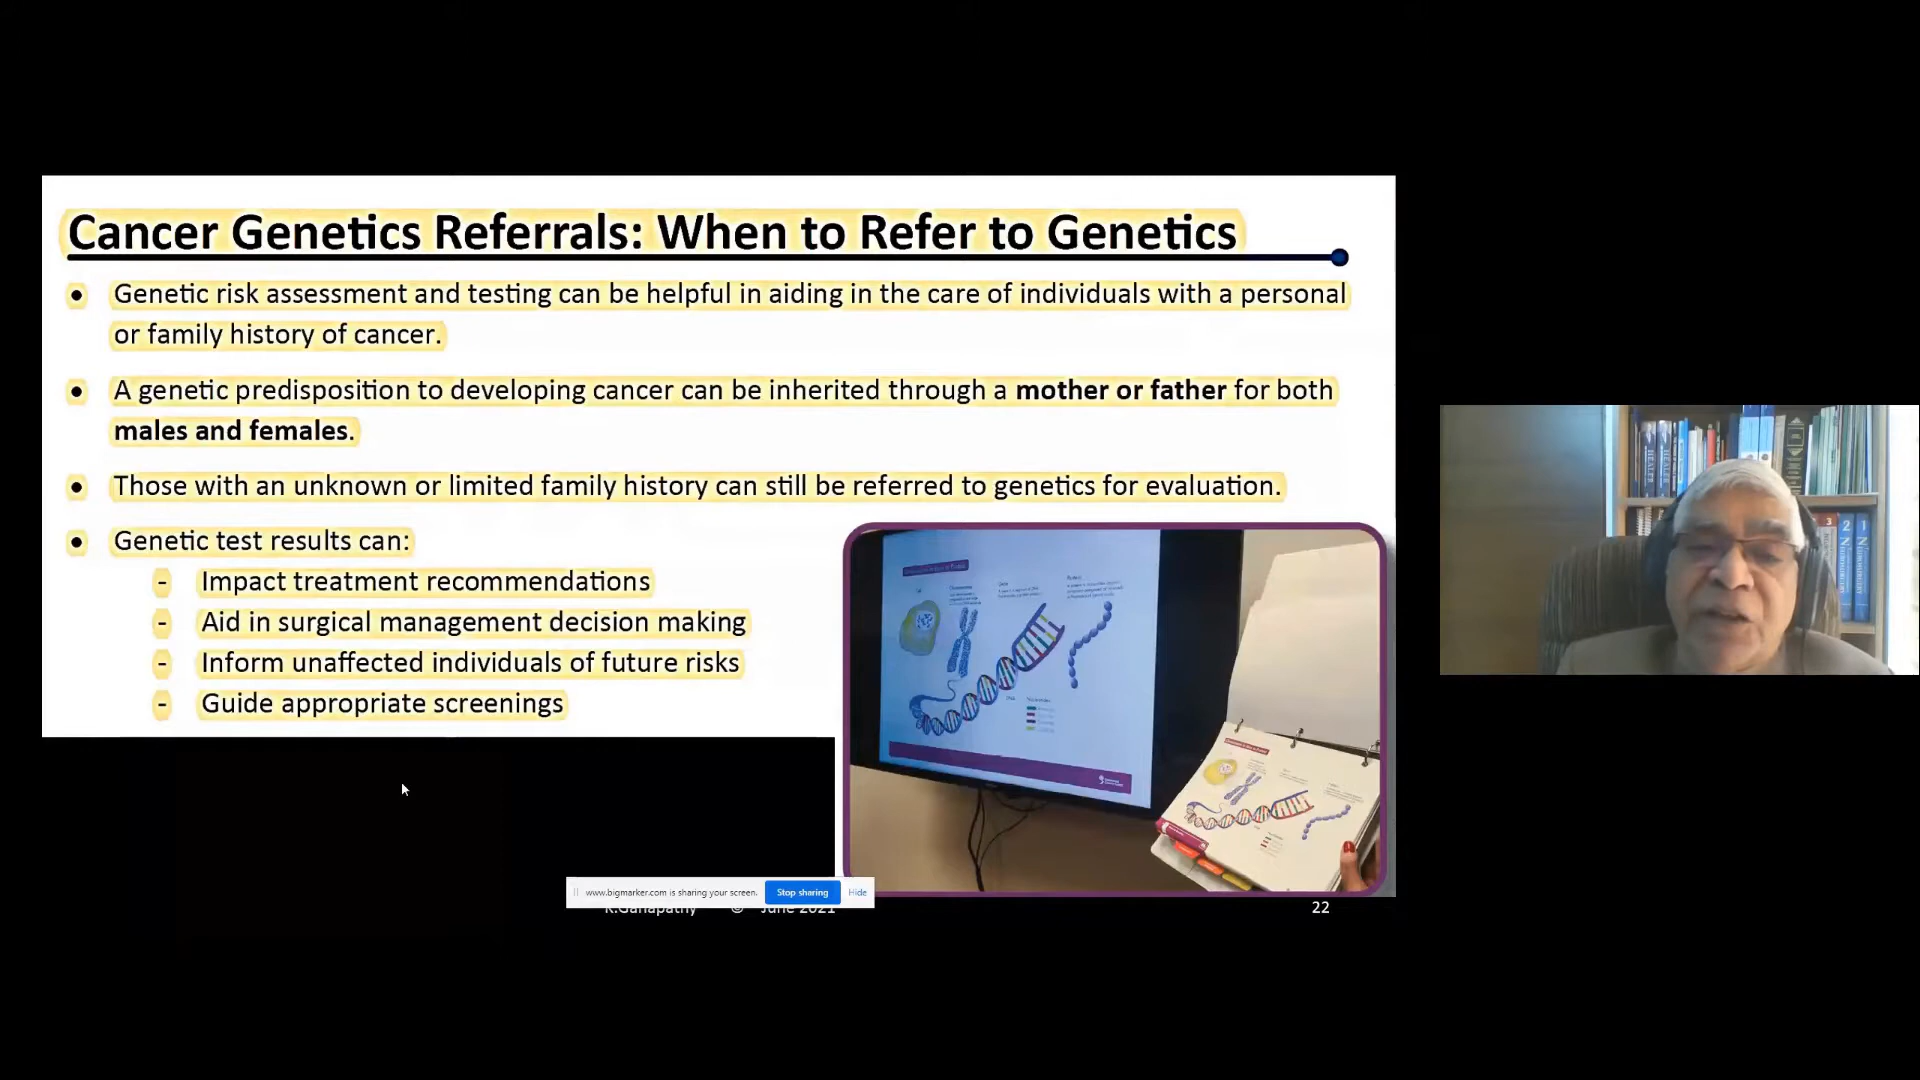 Cancer Genetics Referrals: When to Refer to Genetics
• Genetic risk assessment and testing can be helpful in aiding in the care of individuals with a personal
or family history of cancer.
• A genetic predisposition to developing cancer can be inherited through a mother or father for both
males and females.
• Those with an unknown or limited family history can still be referred to genetics for evaluation.
• Genetic test results can:
- Impact treatment recommendations
- Aid in surgical management decision making
- Inform unaffected individuals of future risks
- Guide appropriate screenings
www.bigmarker.com is sharing your screen.
Stop sharing
Hide
K.Ganapathy © June 2021
22